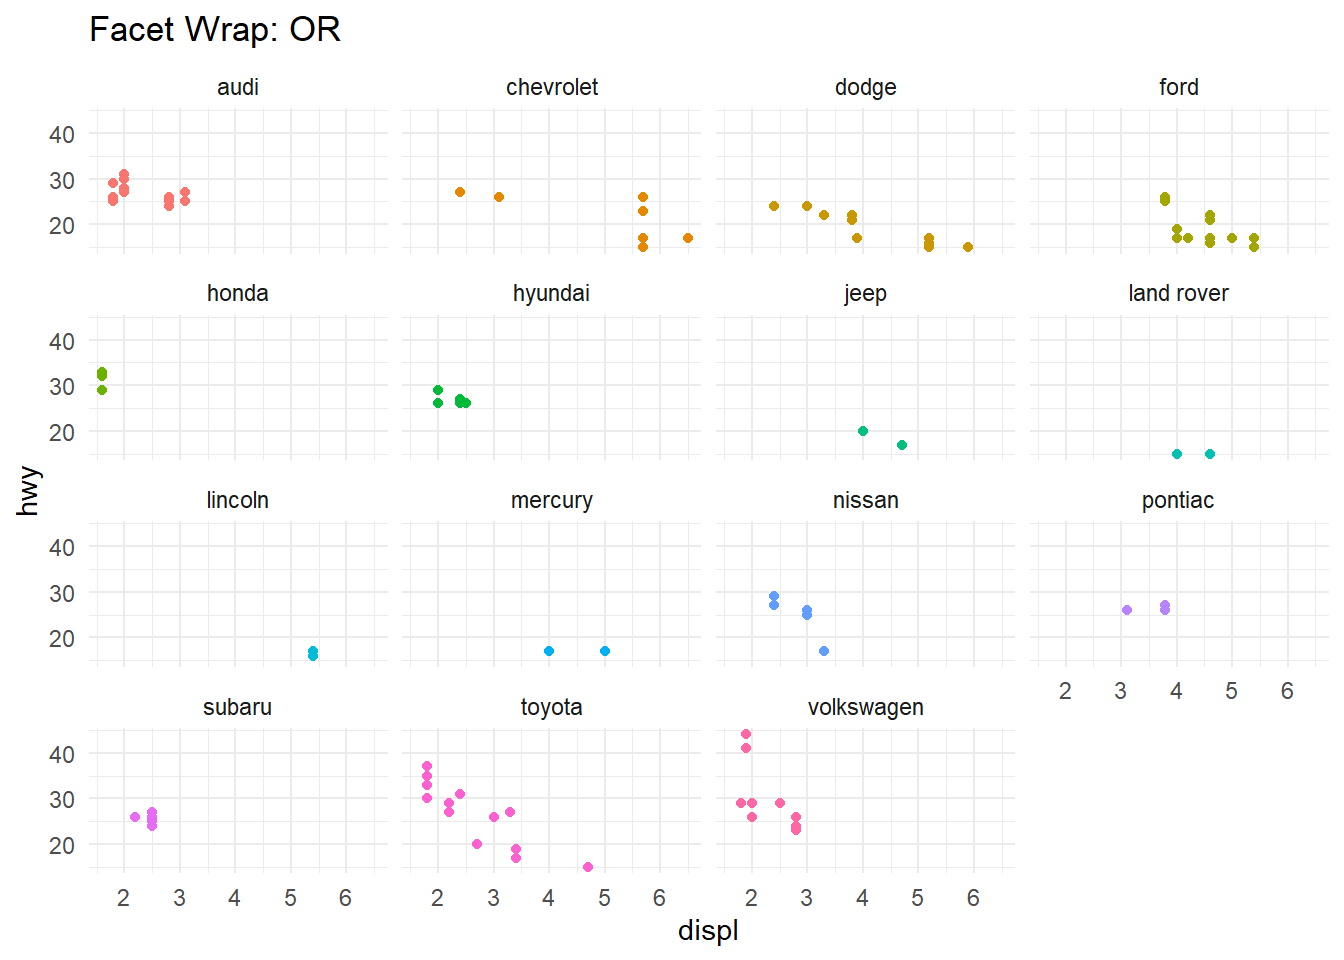 Facet Wrap: OR
audi chevrolet dodge ford
40
30
20
honda hyundai jeep land rover
40
30
20
hwy
lincoln mercury nissan pontiac
40
30
20
2 3 4 5 6
subaru toyota volkswagen
40
30
20
2 3 4 5 6 2 3 4 5 6 2 3 4 5 6
displ